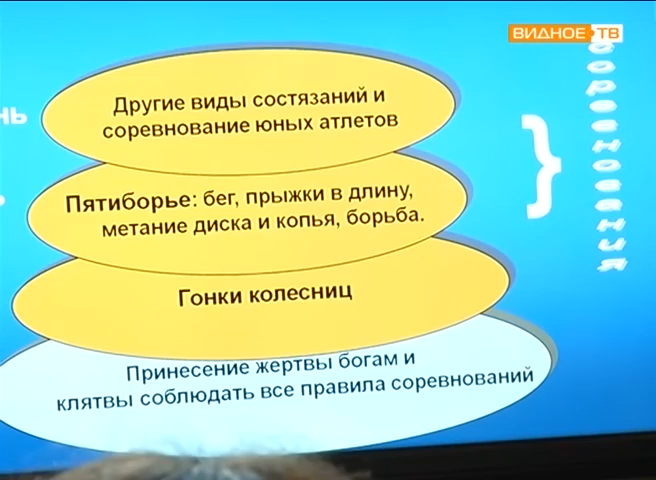 ВИДНОЕ ТВ
нь
Другие виды состязаний и
соревнование юных атлетов
Пятиборье: бег, прыжки в длину,
метание диска и копья, борьба.
}
Гонки колесниц
Принесение жертвы богам и
клятвы соблюдать все правила соревнований
соревнования